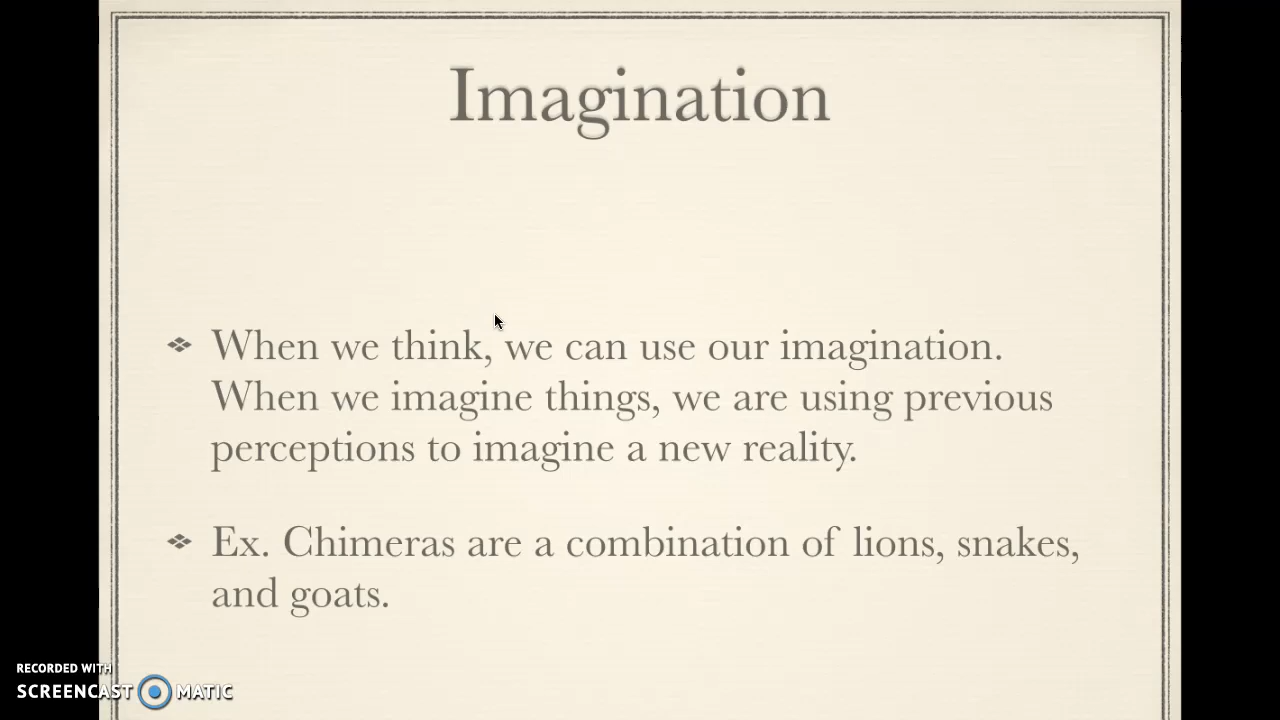 Imagination
When we think, we can use our imagination.
When we imagine things, we are using previous
perceptions to imagine a new reality.
Ex. Chimeras are a combination of lions, snakes,
and goats.
RECORDED WITH
SCREENCAST MATIC